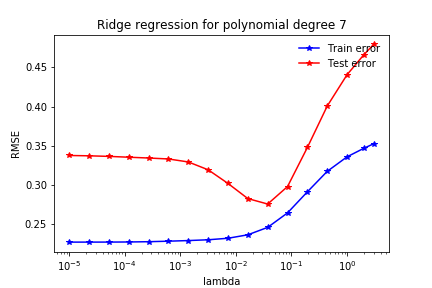 Ridge regression for polynomial degree 7
Train error
Test error
0.45
0.40
0.35
0.30
0.25
RMSE
10⁻⁵ 10⁻⁴ 10⁻³ 10⁻² 10⁻¹ 10⁰
lambda